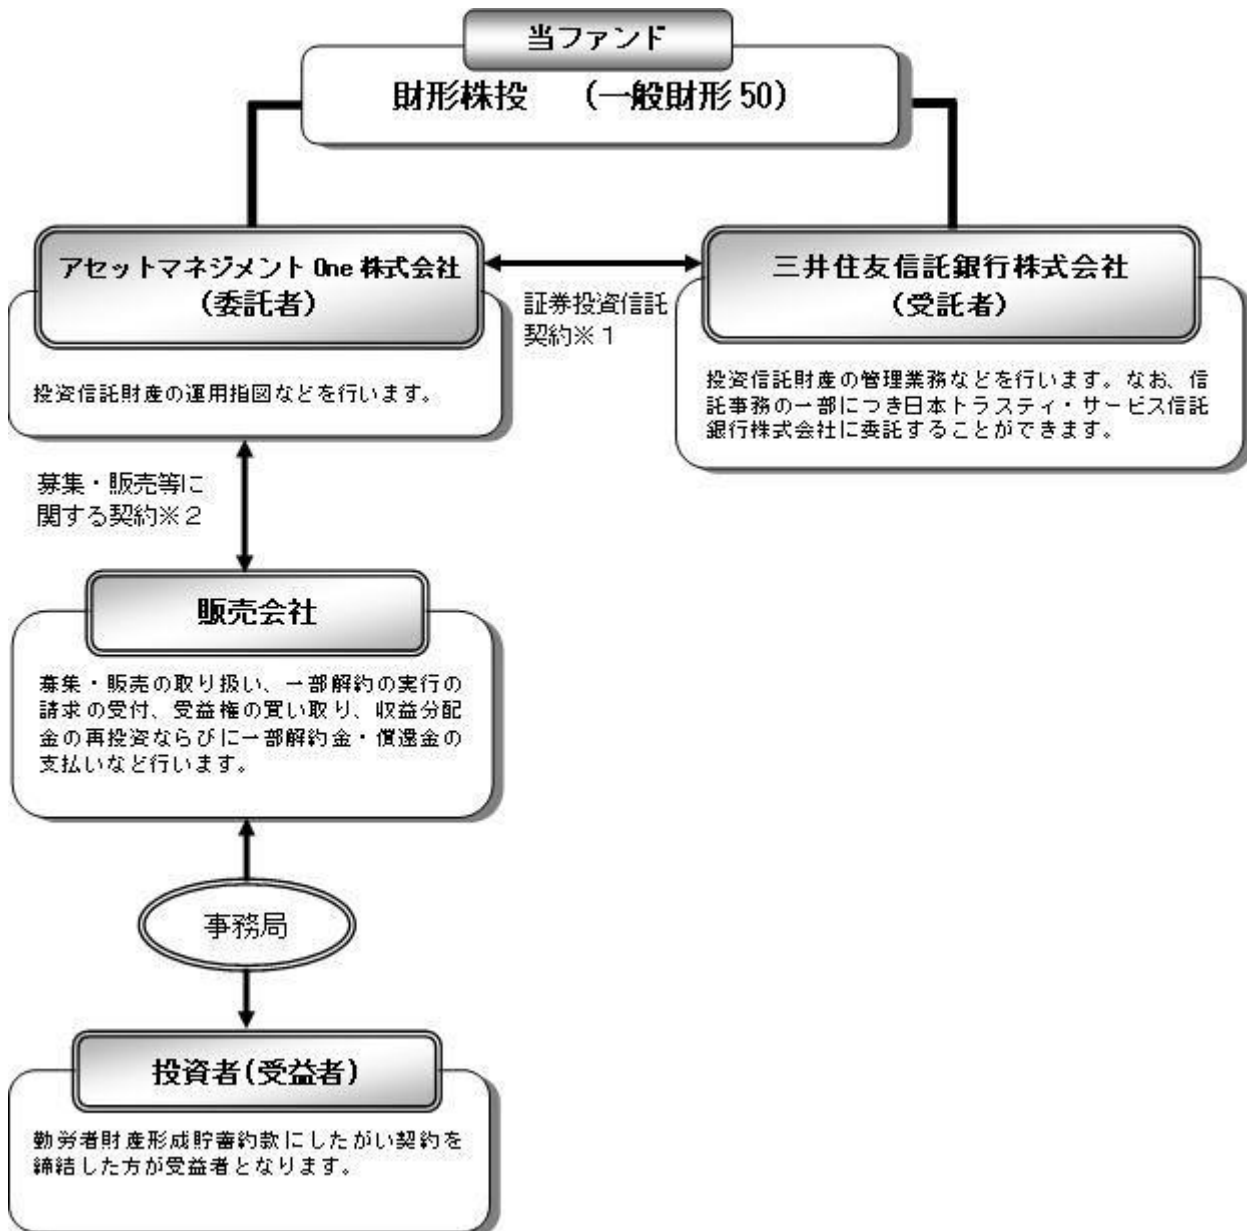 当ファンド
財形株投 (一般財形50)
アセットマネジメントOne株式会社
(委託者)
三井住友信託銀行株式会社
(受託者)
証券投資信託
契約※1
投資信託財産の運用指図などを行います。
投資信託財産の管理業務などを行います。なお、信
託事務の一部につき日本トラスティ・サービス信託
銀行株式会社に委託することができます。
募集・販売等に
関する契約※2
販売会社
募集・販売の取り扱い、一部解約の実行の
請求の受付、受益権の買い取り、収益分配
金の再投資ならびに一部解約金・償還金の
支払いなど行います。
事務局
投資者(受益者)
勤労者財産形成貯蓄約款にしたがい契約を
締結した方が受益者となります。